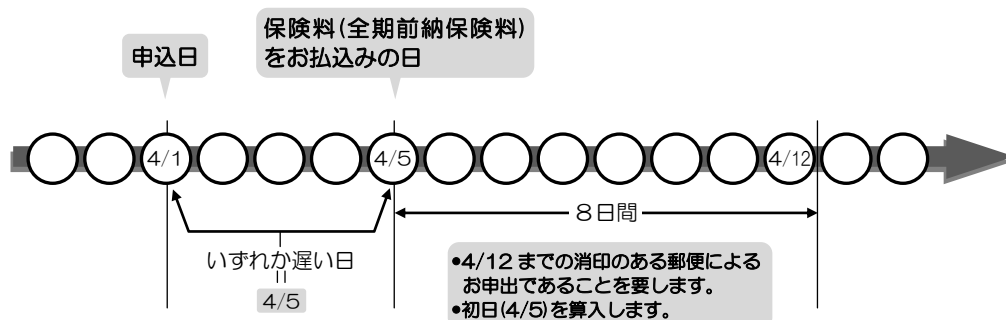 申込日
保険料(全期前納保険料)
をお払込みの日
4/1
4/5
4/12
8日間
いずれか遅い日
=
4/5
•4/12までの消印のある郵便による
お申出であることを要します。
•初日(4/5)を算入します。